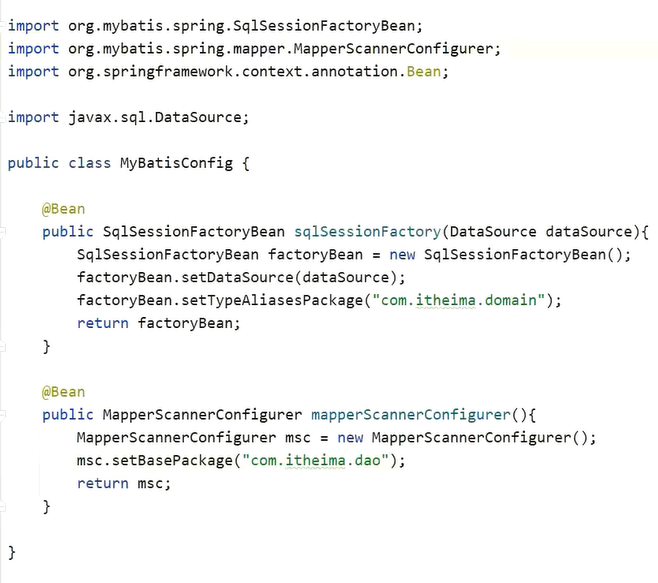 import org.mybatis.spring.SqlSessionFactoryBean;
import org.mybatis.spring.mapper.MapperScannerConfigurer;
import org.springframework.context.annotation.Bean;
import javax.sql.DataSource;
public class MyBatisConfig {
@Bean
public SqlSessionFactoryBean sqlSessionFactory(DataSource dataSource){
SqlSessionFactoryBean factoryBean = new SqlSessionFactoryBean();
factoryBean.setDataSource(dataSource);
factoryBean.setTypeAliasesPackage("com.itheima.domain");
return factoryBean;
}
@Bean
public MapperScannerConfigurer mapperScannerConfigurer(){
MapperScannerConfigurer msc = new MapperScannerConfigurer();
msc.setBasePackage("com.itheima.dao");
return msc;
}
}